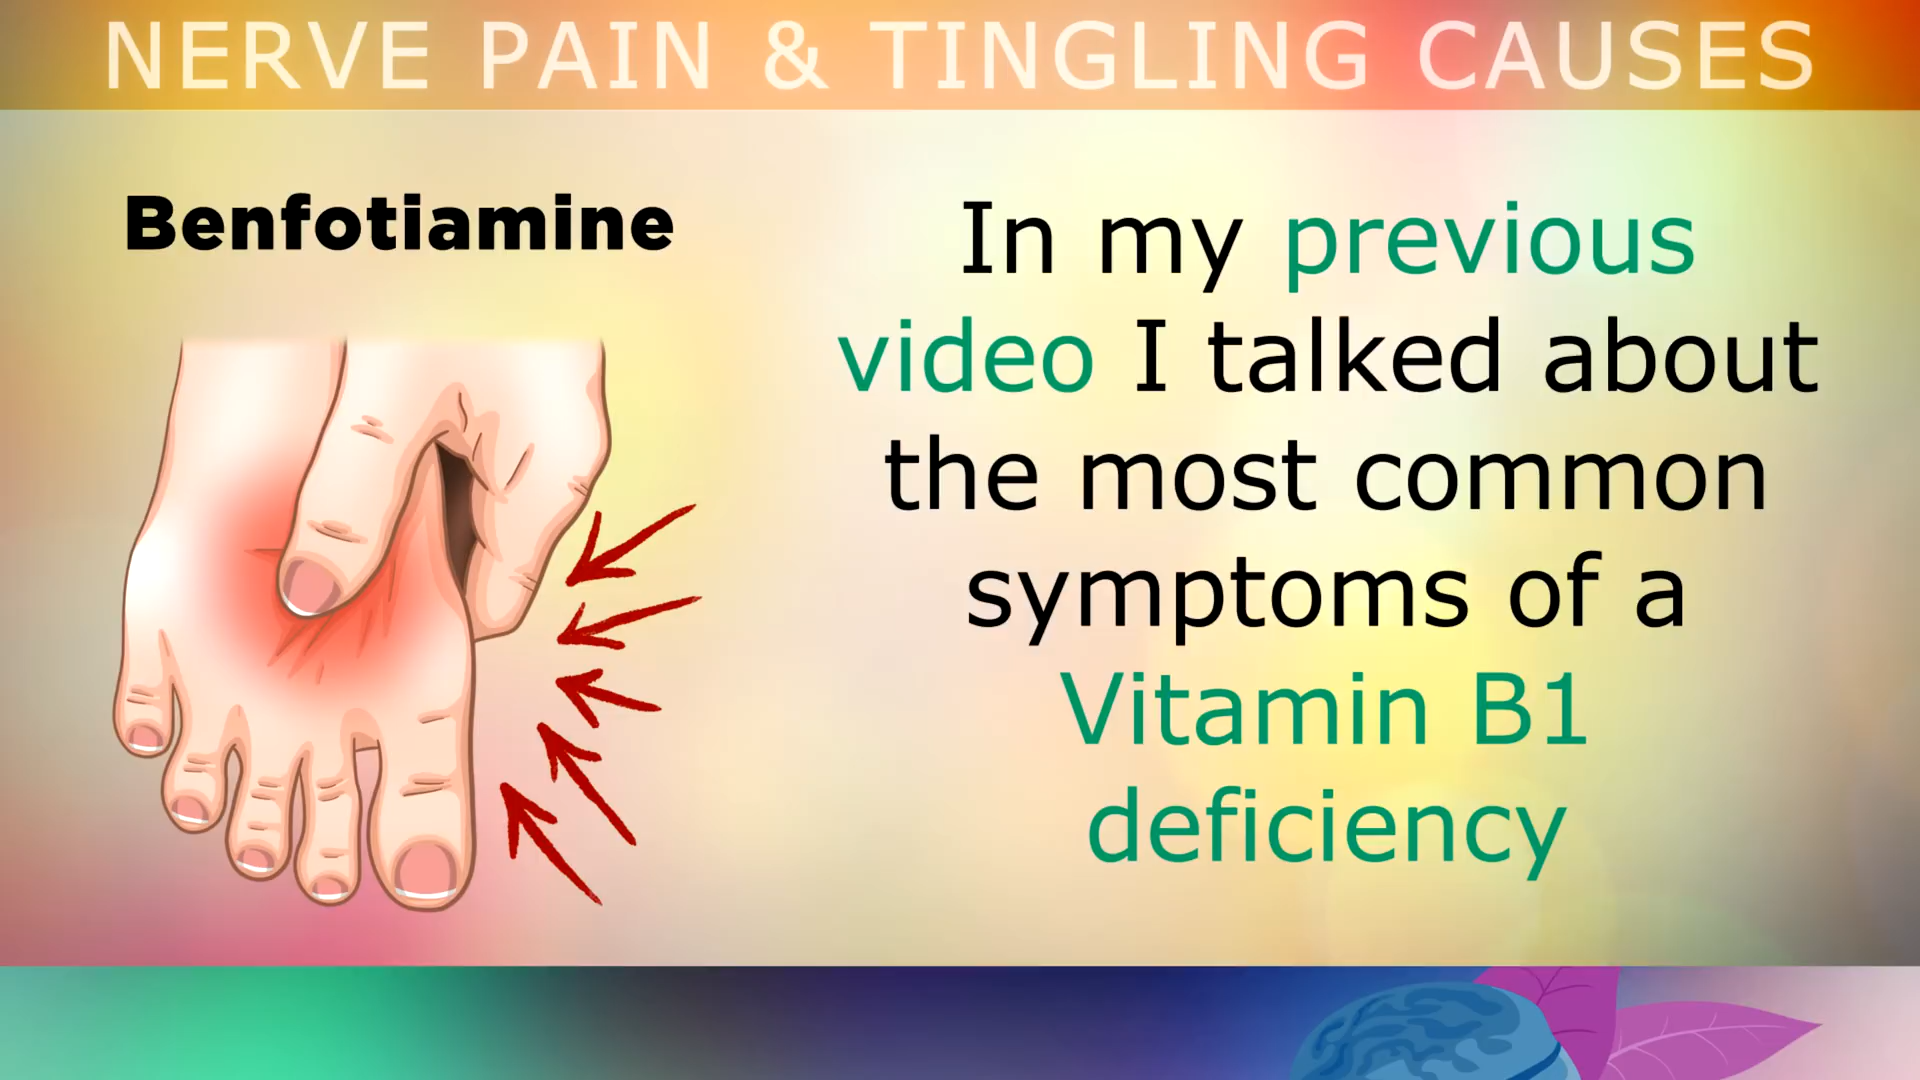 NERVE PAIN & TINGLING CAUSES
Benfotiamine
In my previous
video I talked about
the most common
symptoms of a
Vitamin B1
deficiency